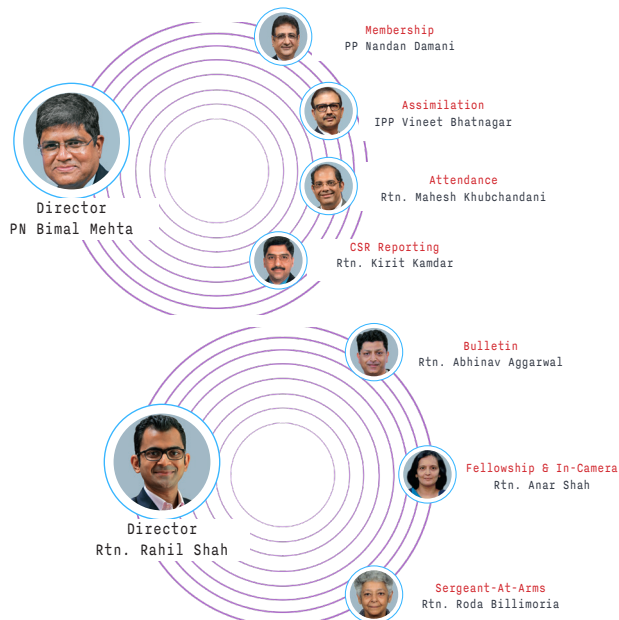 Membership
PP Nandan Damani
Assimilation
IPP Vineet Bhatnagar
Attendance
Rtn. Mahesh Khubchandani
Director
PN Bimal Mehta
CSR Reporting
Rtn. Kirit Kamdar
Bulletin
Rtn. Abhinav Aggarwal
Fellowship & In-Camera
Rtn. Anar Shah
Director
Rtn. Rahil Shah
Sergeant-At-Arms
Rtn. Roda Billimoria